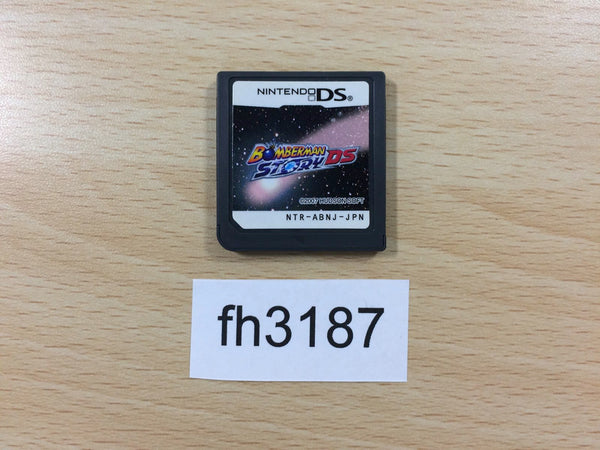 NINTENDO DS®
BOMBERMAN
STORY DS
©2007 HUDSON SOFT
NTR-ABNJ-JPN
fh3187